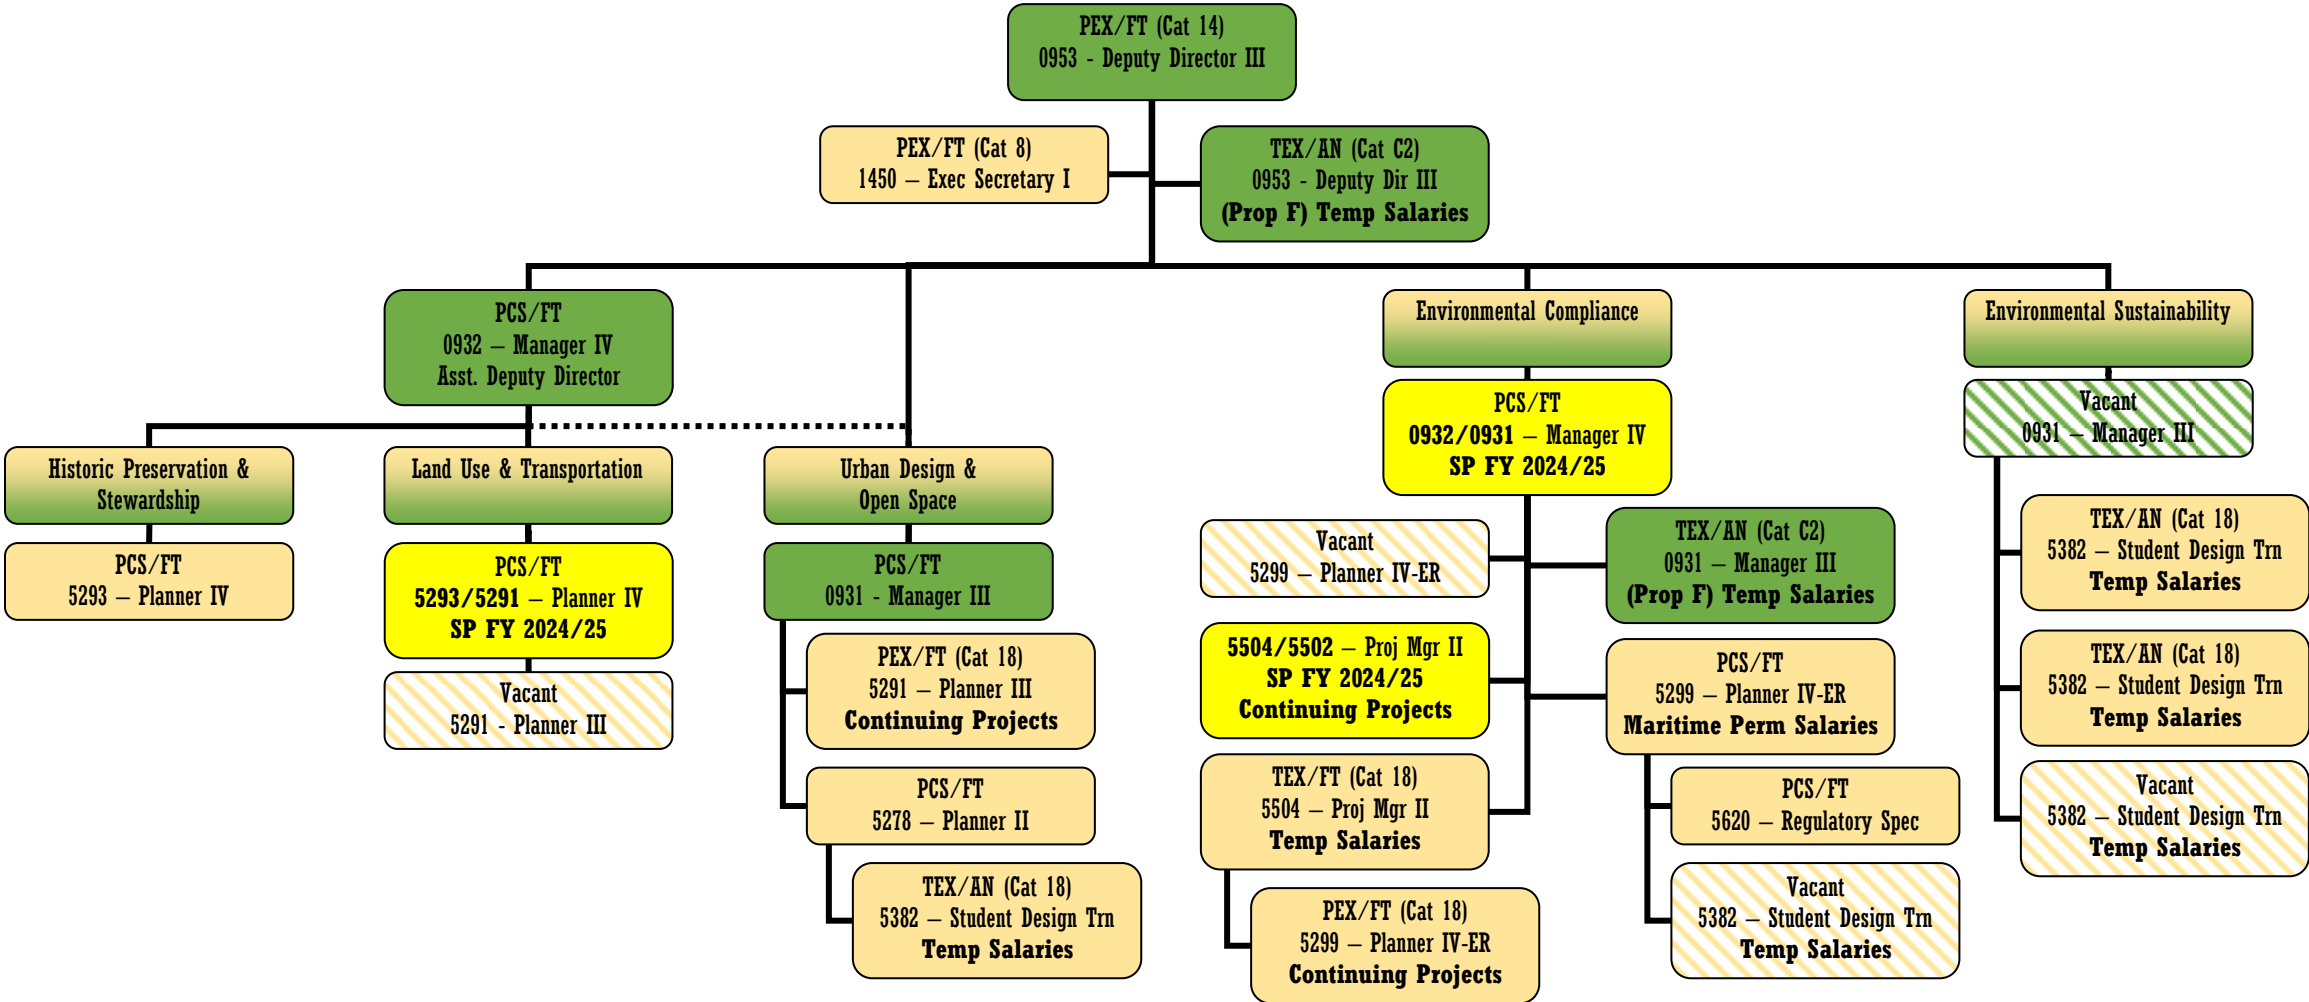 PEX/FT (Cat 14)
0953 - Deputy Director III
PEX/FT (Cat 8)
1450 – Exec Secretary I
TEX/AN (Cat C2)
0953 - Deputy Dir III
(Prop F) Temp Salaries
PCS/FT
0932 – Manager IV
Asst. Deputy Director
Historic Preservation &
Stewardship
PCS/FT
5293 – Planner IV
Land Use & Transportation
PCS/FT
5293/5291 – Planner IV
SP FY 2024/25
Vacant
5291 - Planner III
Urban Design &
Open Space
PCS/FT
0931 - Manager III
PEX/FT (Cat 18)
5291 – Planner III
Continuing Projects
PCS/FT
5278 – Planner II
TEX/AN (Cat 18)
5382 – Student Design Trn
Temp Salaries
Environmental Compliance
PCS/FT
0932/0931 – Manager IV
SP FY 2024/25
Vacant
5299 – Planner IV-ER
TEX/AN (Cat C2)
0931 – Manager III
(Prop F) Temp Salaries
5504/5502 – Proj Mgr II
SP FY 2024/25
Continuing Projects
PCS/FT
5299 – Planner IV-ER
Maritime Perm Salaries
TEX/FT (Cat 18)
5504 – Proj Mgr II
Temp Salaries
PEX/FT (Cat 18)
5299 – Planner IV-ER
Continuing Projects
PCS/FT
5620 – Regulatory Spec
Vacant
5382 – Student Design Trn
Temp Salaries
Environmental Sustainability
Vacant
0931 – Manager III
TEX/AN (Cat 18)
5382 – Student Design Trn
Temp Salaries
TEX/AN (Cat 18)
5382 – Student Design Trn
Temp Salaries
Vacant
5382 – Student Design Trn
Temp Salaries